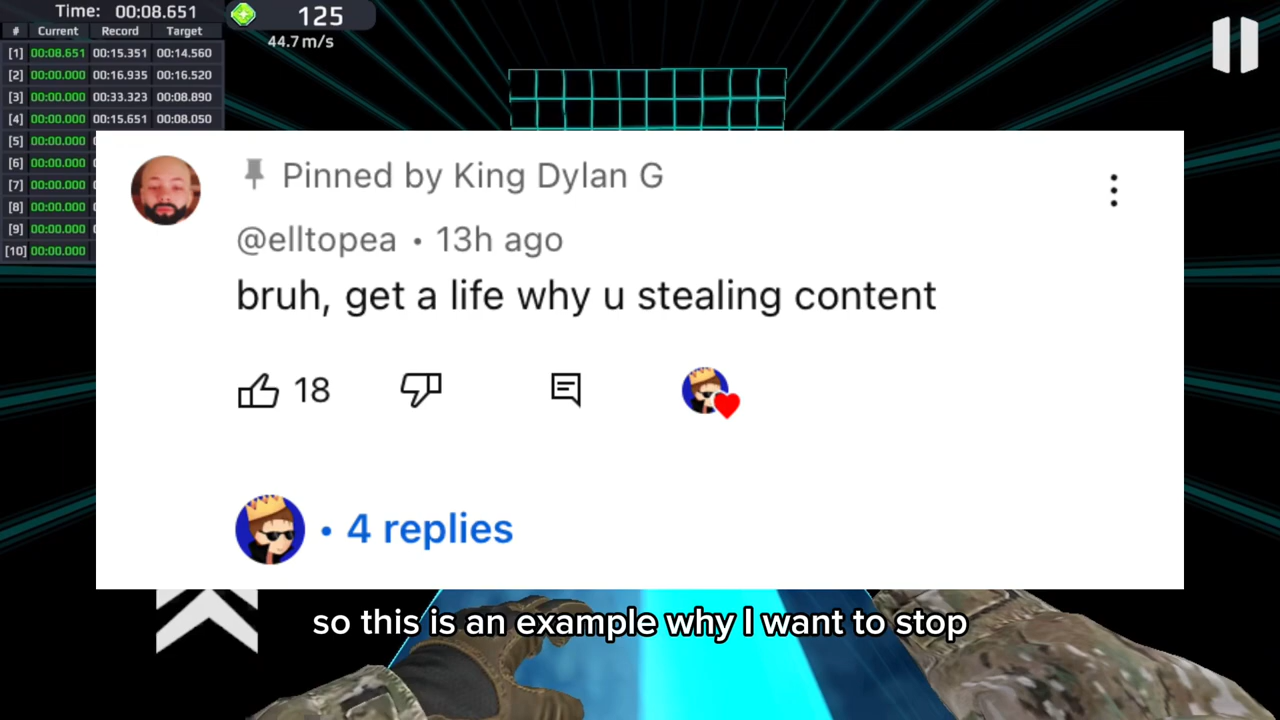 Time: 00:08.651
125
44.7 m/s
# Current Record Target
[1] 00:08.651 00:15.351 00:14.560
[2] 00:00.000 00:16.935 00:16.520
[3] 00:00.000 00:33.323 00:08.890
[4] 00:00.000 00:15.651 00:08.050
[5] 00:00.000
[6] 00:00.000
[7] 00:00.000
[8] 00:00.000
[9] 00:00.000
[10] 00:00.000
Pinned by King Dylan G
@elltopea • 13h ago
bruh, get a life why u stealing content
18
• 4 replies
so this is an example why I want to stop